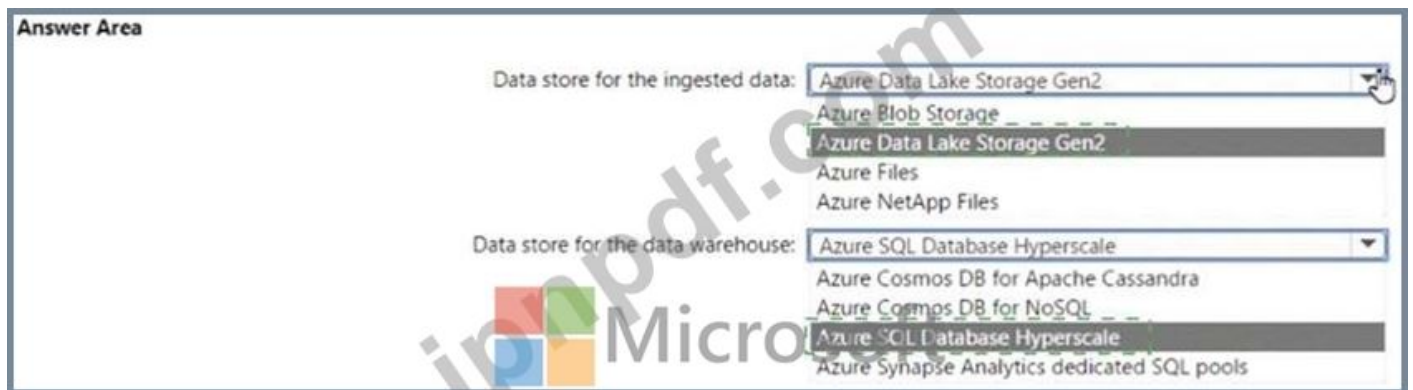 Answer Area
Data store for the ingested data: Azure Data Lake Storage Gen2
Azure Blob Storage
Azure Data Lake Storage Gen2
Azure Files
Azure NetApp Files
Data store for the data warehouse: Azure SQL Database Hyperscale
Azure Cosmos DB for Apache Cassandra
Azure Cosmos DB for NoSQL
Azure SQL Database Hyperscale
Azure Synapse Analytics dedicated SQL pools
Microsoft
jpnpdf.com